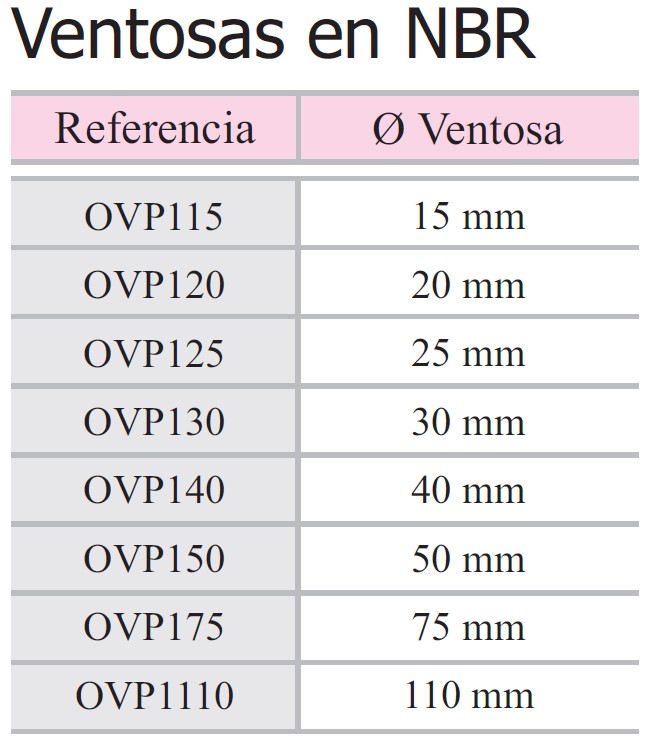 Ventosas en NBR
Referencia Ø Ventosa
OVP115 15 mm
OVP120 20 mm
OVP125 25 mm
OVP130 30 mm
OVP140 40 mm
OVP150 50 mm
OVP175 75 mm
OVP1110 110 mm